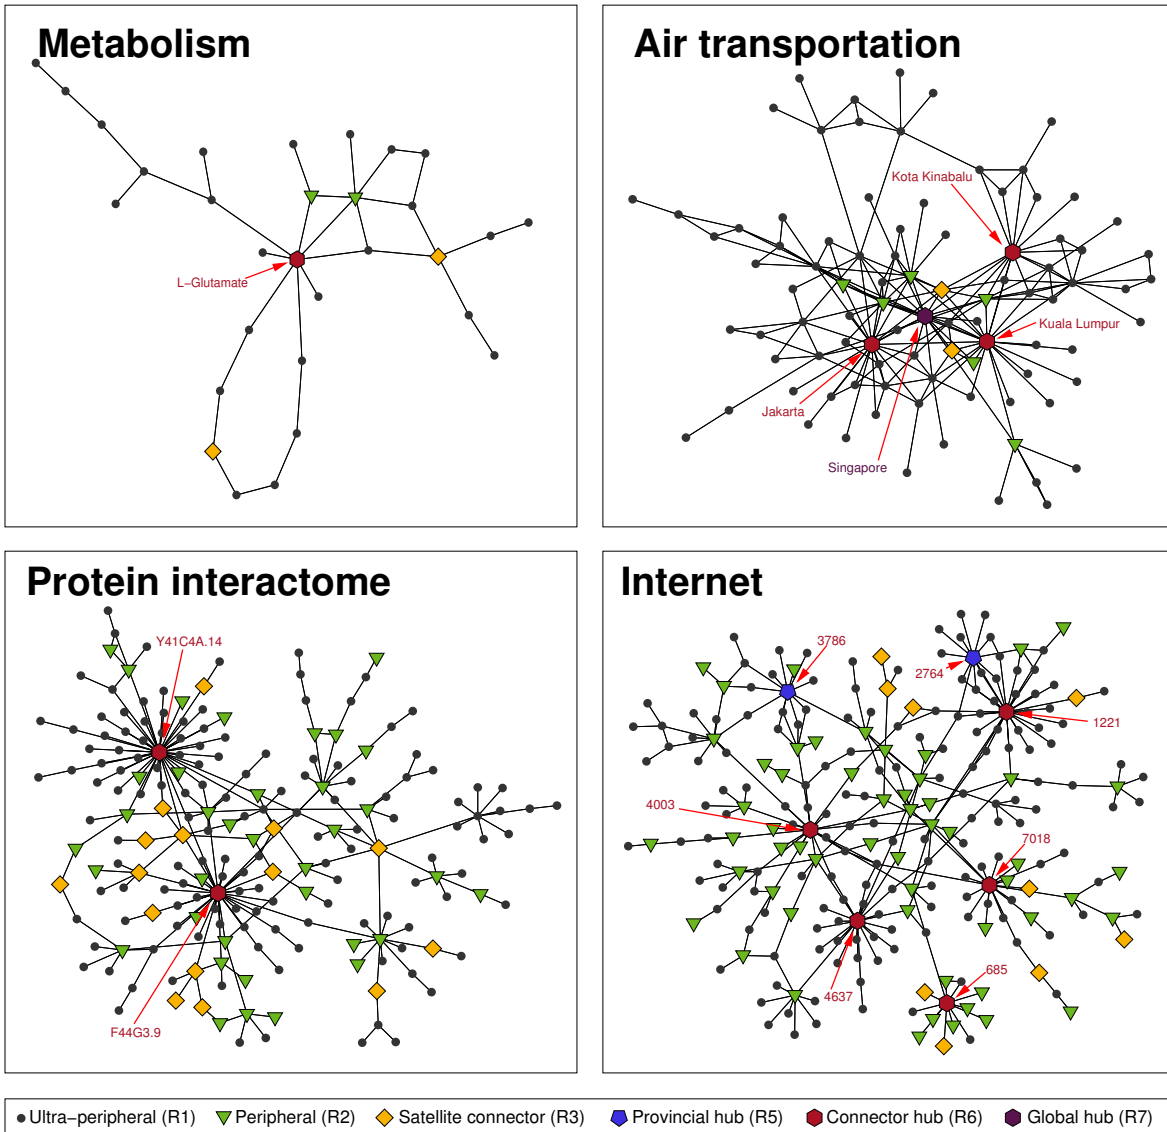 Metabolism
L−Glutamate
Air transportation
Kota Kinabalu
Kuala Lumpur
Jakarta
Singapore
Protein interactome
Y41C4A.14
F44G3.9
Internet
3786
2764
1221
4003
7018
685
4637
Ultra−peripheral (R1) Peripheral (R2) Satellite connector (R3) Provincial hub (R5) Connector hub (R6) Global hub (R7)